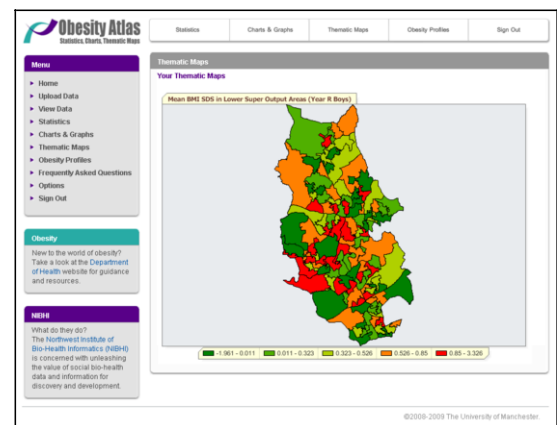 Obesity Atlas
Statistics, Charts, Thematic Maps
Statistics
Charts & Graphs
Thematic Maps
Obesity Profiles
Sign Out
Menu
Home
Upload Data
View Data
Statistics
Charts & Graphs
Thematic Maps
Obesity Profiles
Frequently Asked Questions
Options
Sign Out
Obesity
New to the world of obesity?
Take a look at the Department
of Health website for guidance
and resources.
NIBHI
What do they do?
The Northwest Institute of
Bio-Health Informatics (NIBHI)
is concerned with unleashing
the value of social bio-health
data and information for
discovery and development.
Thematic Maps
Your Thematic Maps
Mean BMI SDS in Lower Super Output Areas (Year R Boys)
-1.961 - 0.011
0.011 - 0.323
0.323 - 0.526
0.526 - 0.85
0.85 - 3.326
©2008-2009 The University of Manchester.